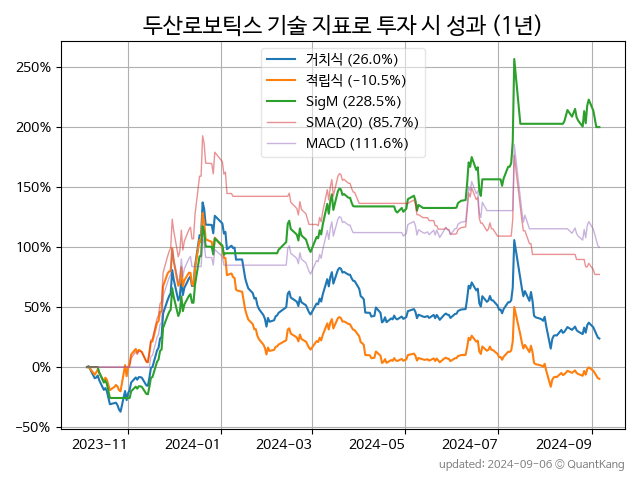 두산로보틱스 기술 지표로 투자 시 성과 (1년)
거치식 (26.0%)
적립식 (-10.5%)
SigM (228.5%)
SMA(20) (85.7%)
MACD (111.6%)
250%
200%
150%
100%
50%
0%
-50%
2023-11 2024-01 2024-03 2024-05 2024-07 2024-09
updated: 2024-09-06 © QuantKang